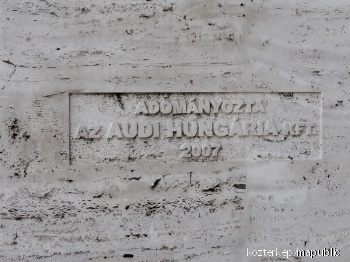 ADOMÁNYOZTA
AZ AUDI HUNGÁRIA KFT.
2007
kozterkep.mapublic